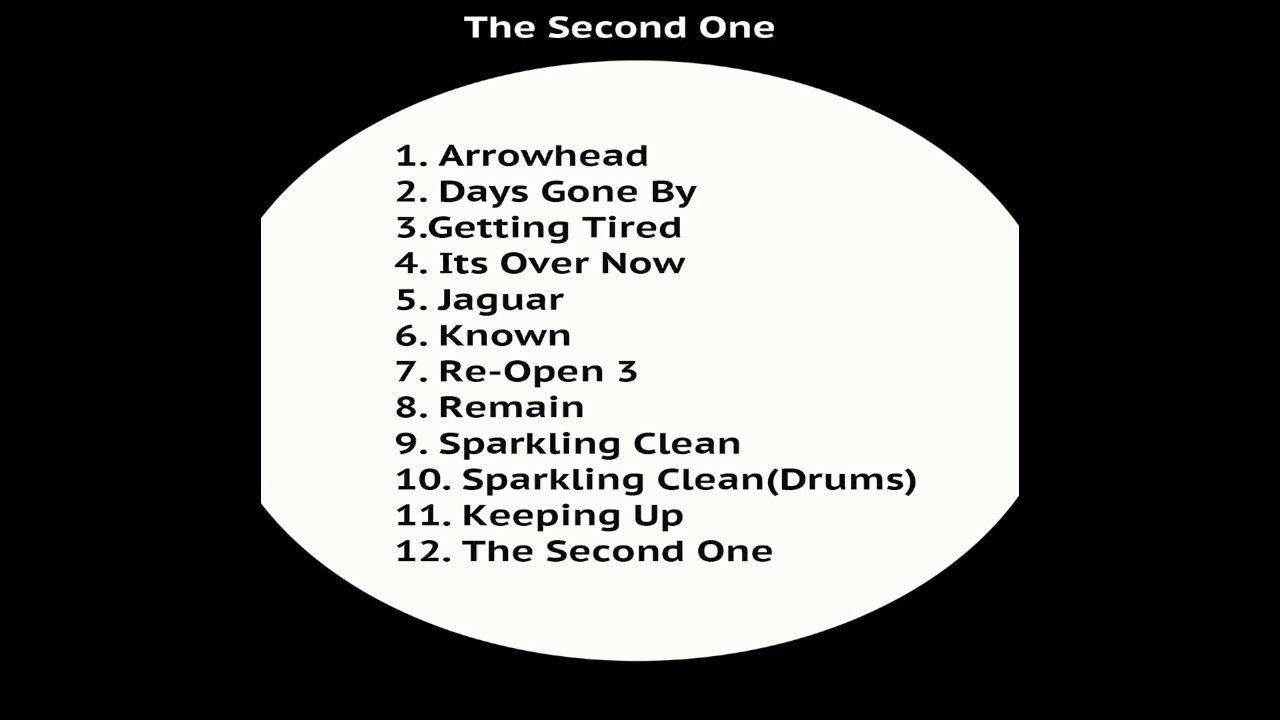 The Second One
1. Arrowhead
2. Days Gone By
3.Getting Tired
4. Its Over Now
5. Jaguar
6. Known
7. Re-Open 3
8. Remain
9. Sparkling Clean
10. Sparkling Clean(Drums)
11. Keeping Up
12. The Second One